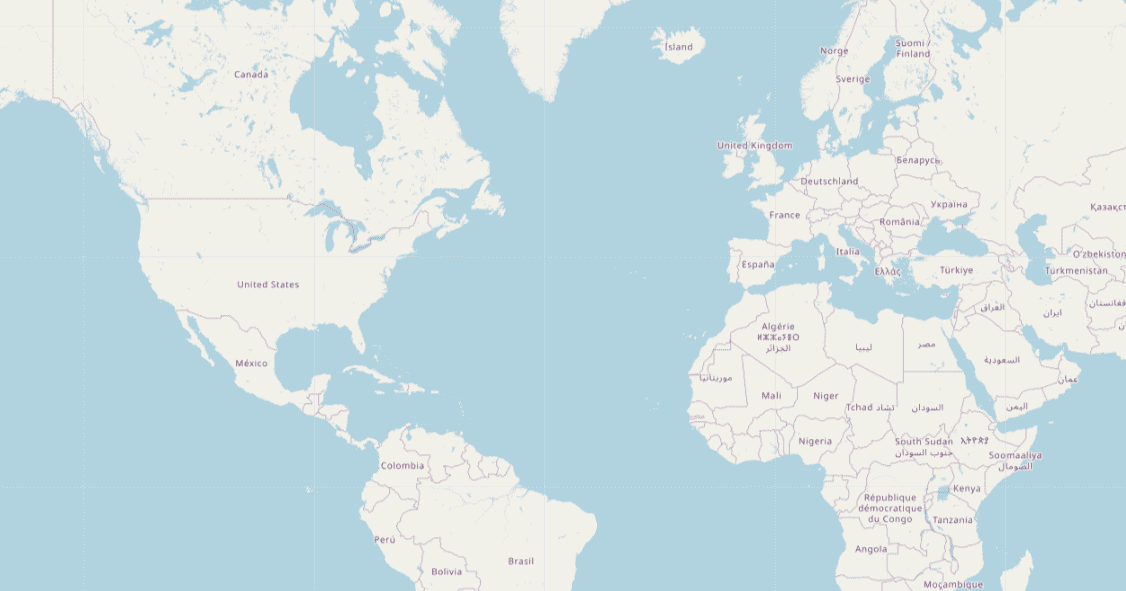 Ísland
Norge
Suomi /
Finland
Canada
Sverige
United Kingdom
Беларусь
Deutschland
Україна
Қазақст
France
România
Italia
O'zbekiston
España
Ελλάς
Türkiye
Türkmenistan
United States
العراق
ایران
افغانستان
Algérie
ⵍⵣⵣⴰⵢⴻⵔ
الجزائر
ليبيا
مصر
السعودية
México
موريتانيا
عمان
Mali
Niger
Tchad تشاد
السودان
اليمن
Nigeria
South Sudan
جنوب السودان
ኢትዮጵያ
Soomaaliya
الصومال
Colombia
Kenya
République
démocratique
du Congo
Tanzania
Perú
Angola
Brasil
Bolivia
Moçambique